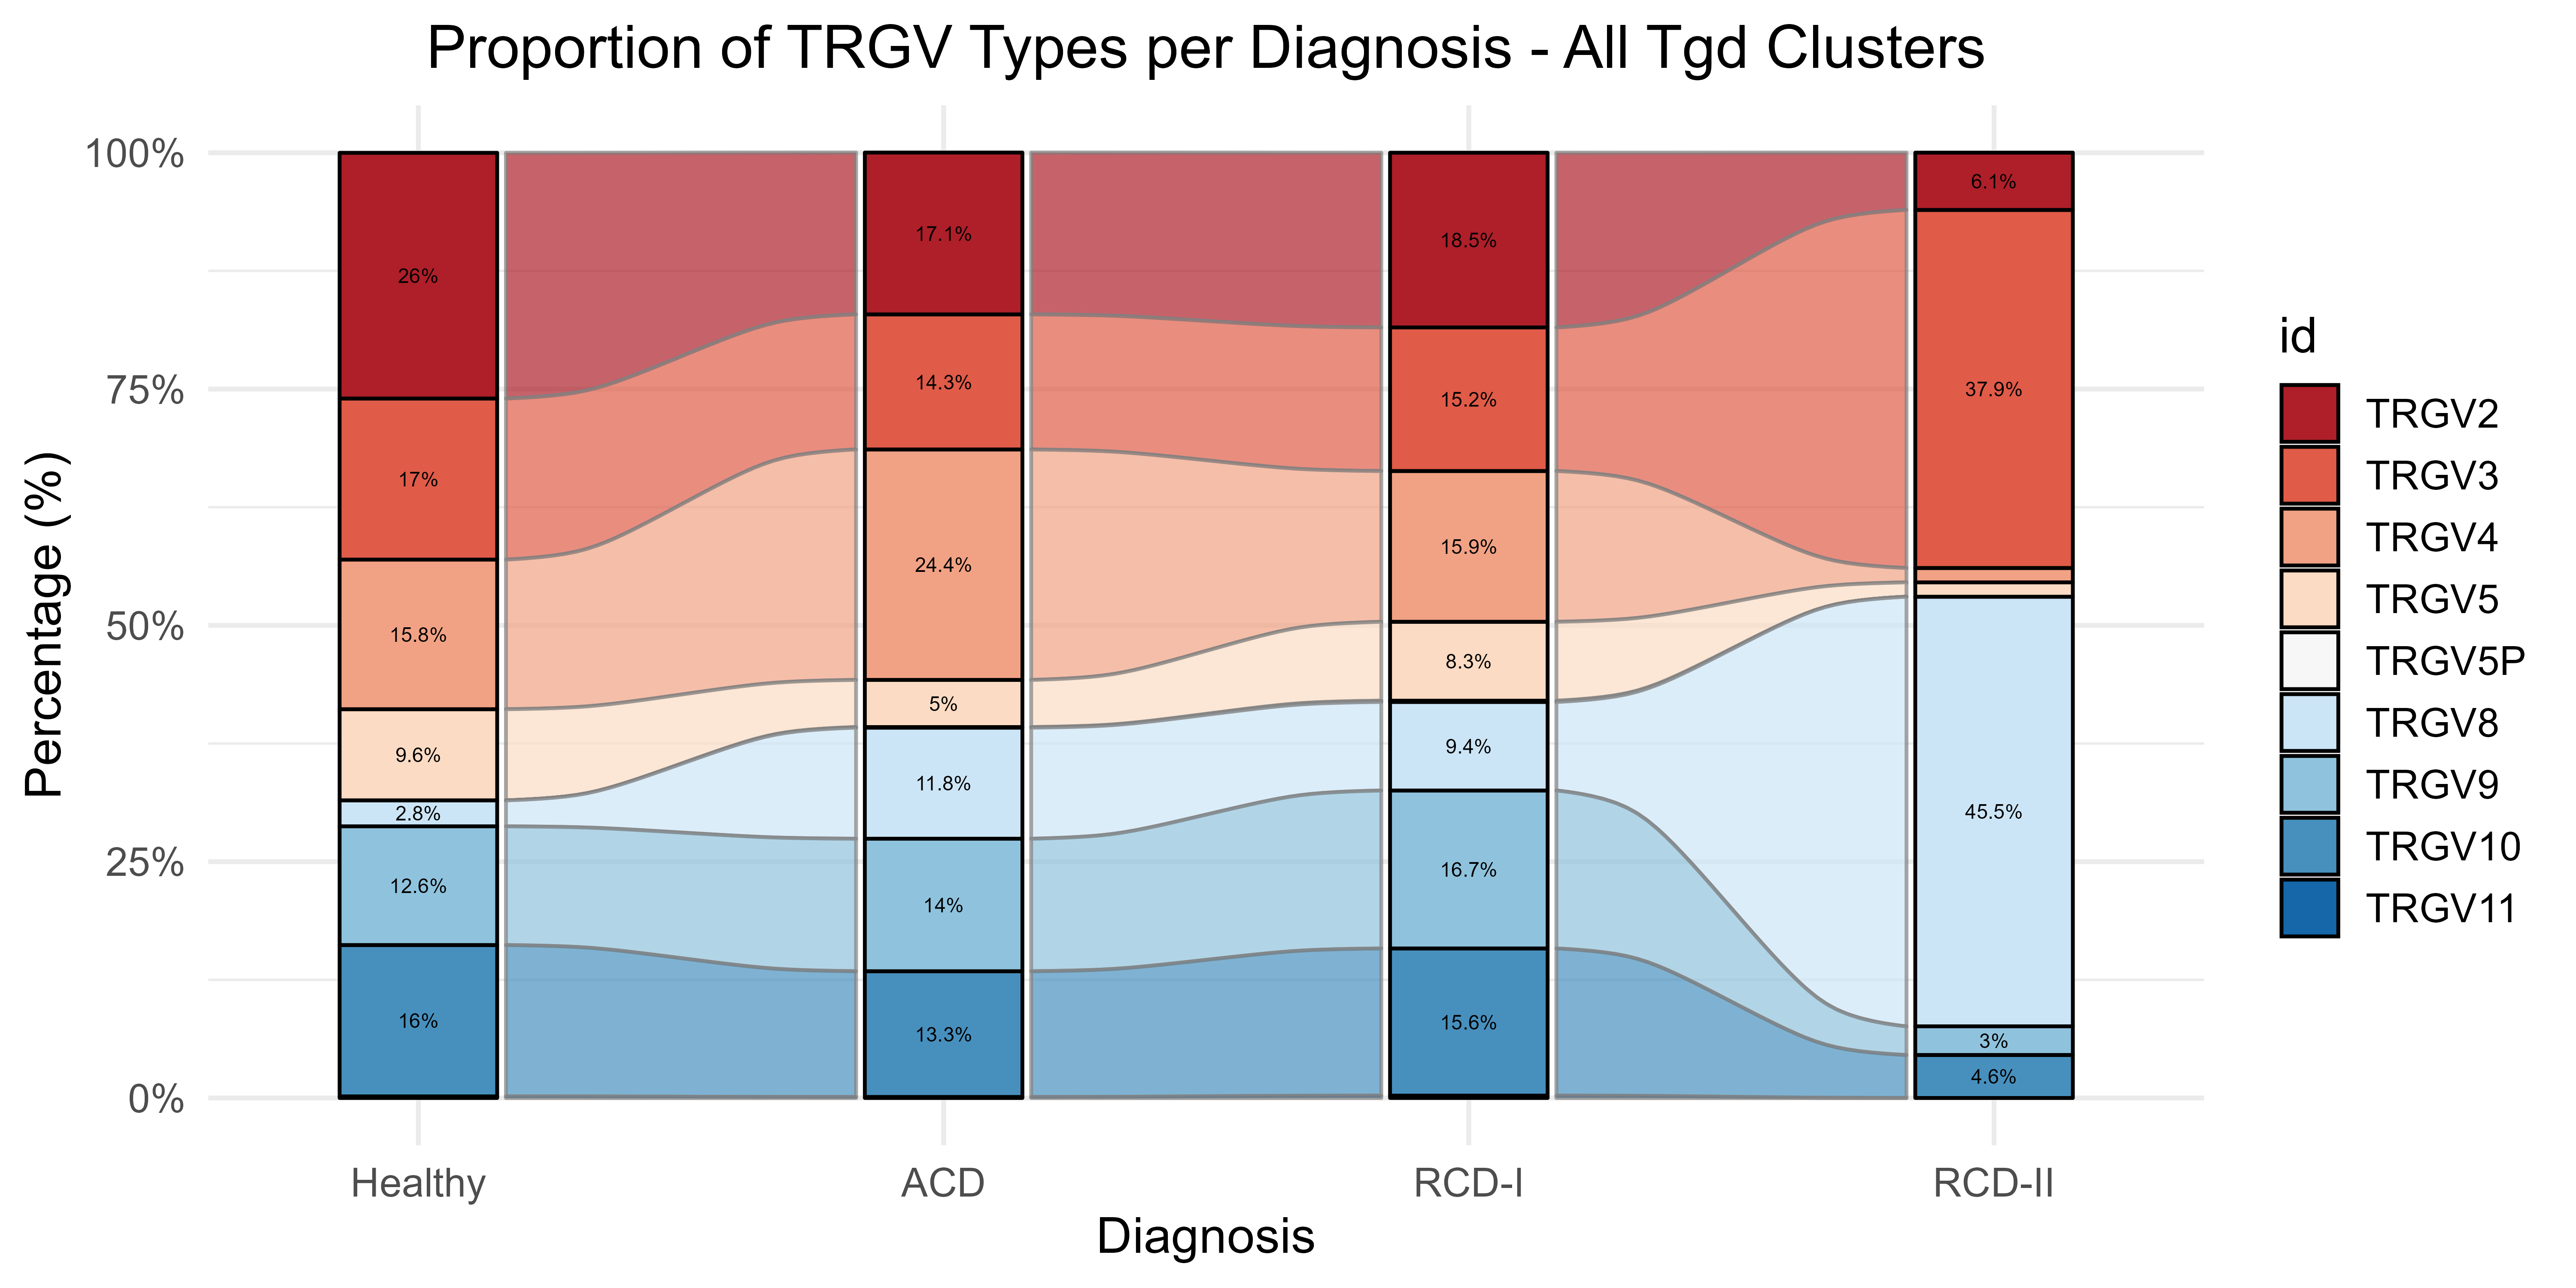 Proportion of TRGV Types per Diagnosis - All Tgd Clusters
Percentage (%)
100%
75%
50%
25%
0%
26%
17%
15.8%
9.6%
2.8%
12.6%
16%
17.1%
14.3%
24.4%
5%
11.8%
14%
13.3%
18.5%
15.2%
15.9%
8.3%
9.4%
16.7%
15.6%
6.1%
37.9%
45.5%
3%
4.6%
Healthy
ACD
RCD-I
RCD-II
Diagnosis
id
TRGV2
TRGV3
TRGV4
TRGV5
TRGV5P
TRGV8
TRGV9
TRGV10
TRGV11